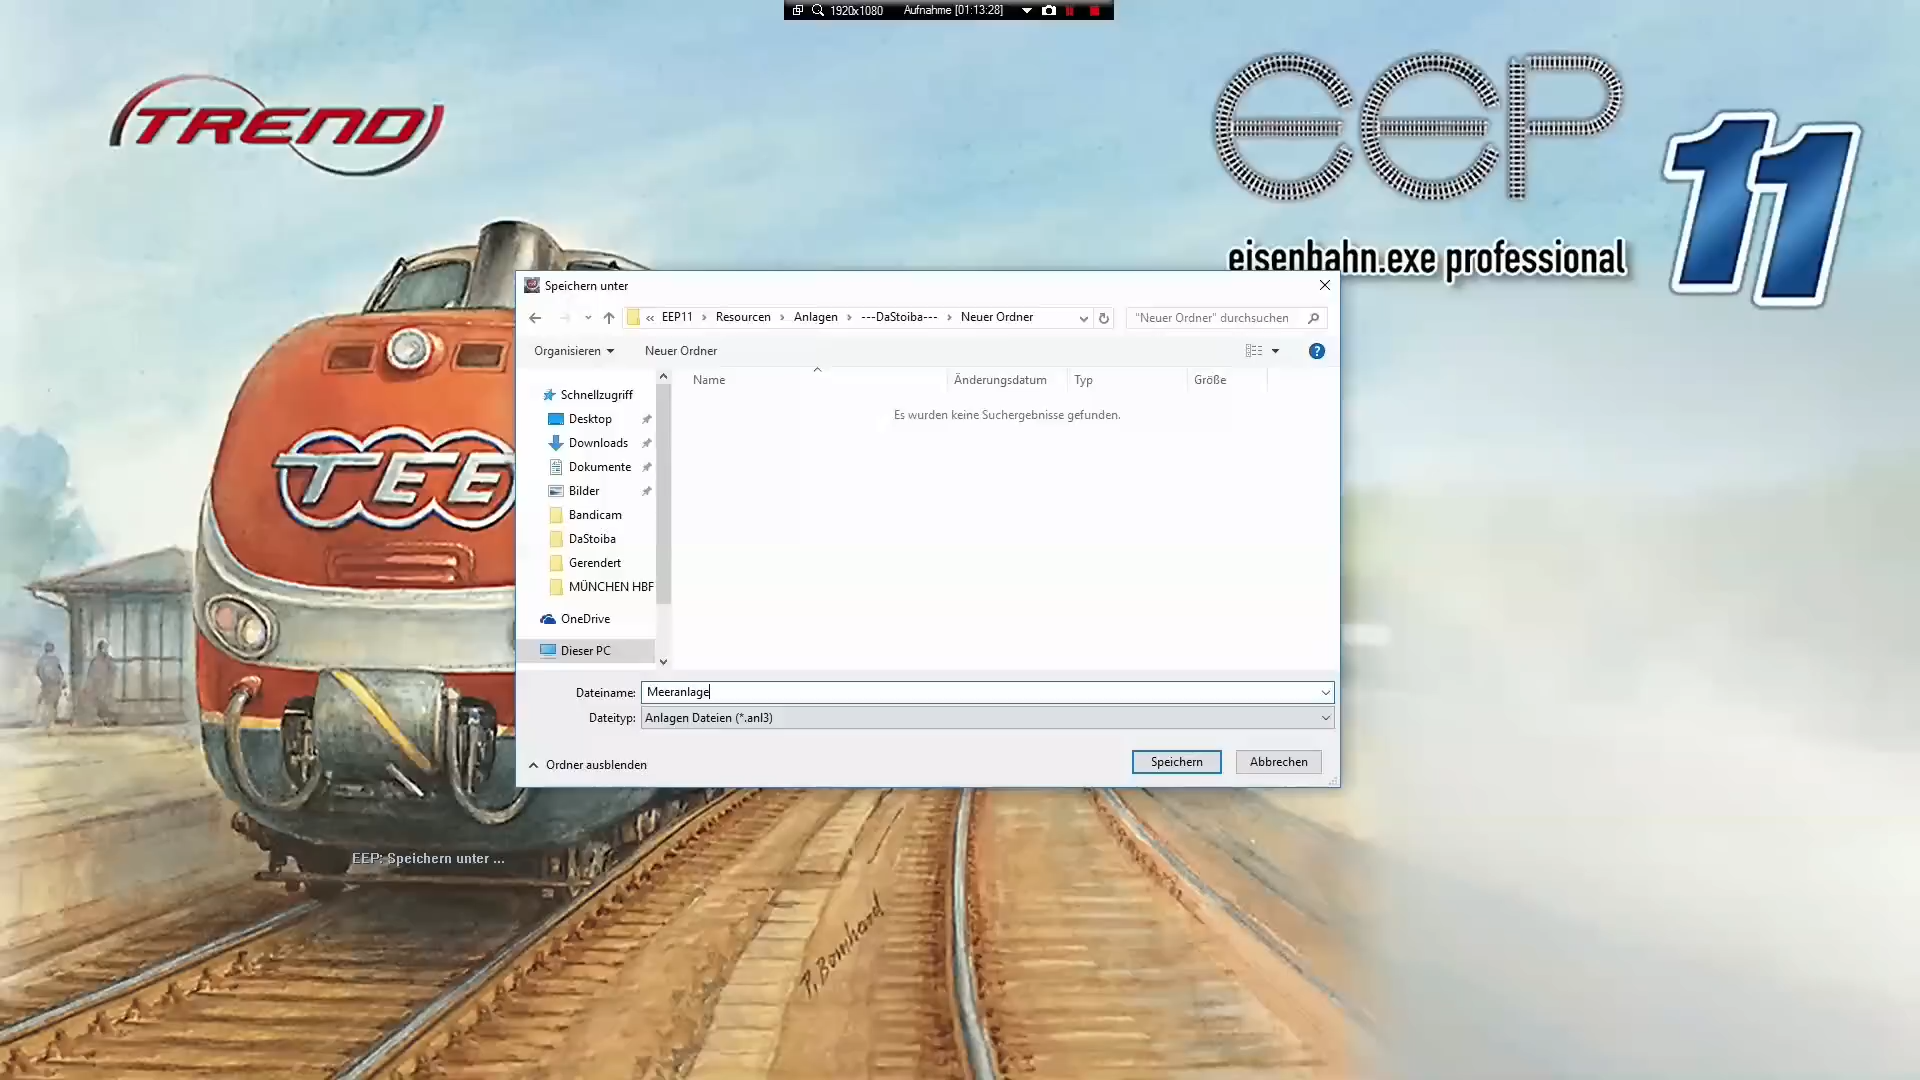 1920x1080 Aufnahme [01:13:28]
TREND
eep 11
eisenbahn.exe professional
Speichern unter
« EEP11 › Resourcen › Anlagen › ---DaStoiba--- › Neuer Ordner
"Neuer Ordner" durchsuchen
Organisieren
Neuer Ordner
?
Name
Änderungsdatum
Typ
Größe
Es wurden keine Suchergebnisse gefunden.
Schnellzugriff
Desktop
Downloads
Dokumente
Bilder
Bandicam
DaStoiba
Gerendert
MÜNCHEN HBF
OneDrive
Dieser PC
Dateiname: Meeranlage
Dateityp: Anlagen Dateien (*.anl3)
Ordner ausblenden
Speichern
Abbrechen
TEE
EEP: Speichern unter ...
P. Bomhard